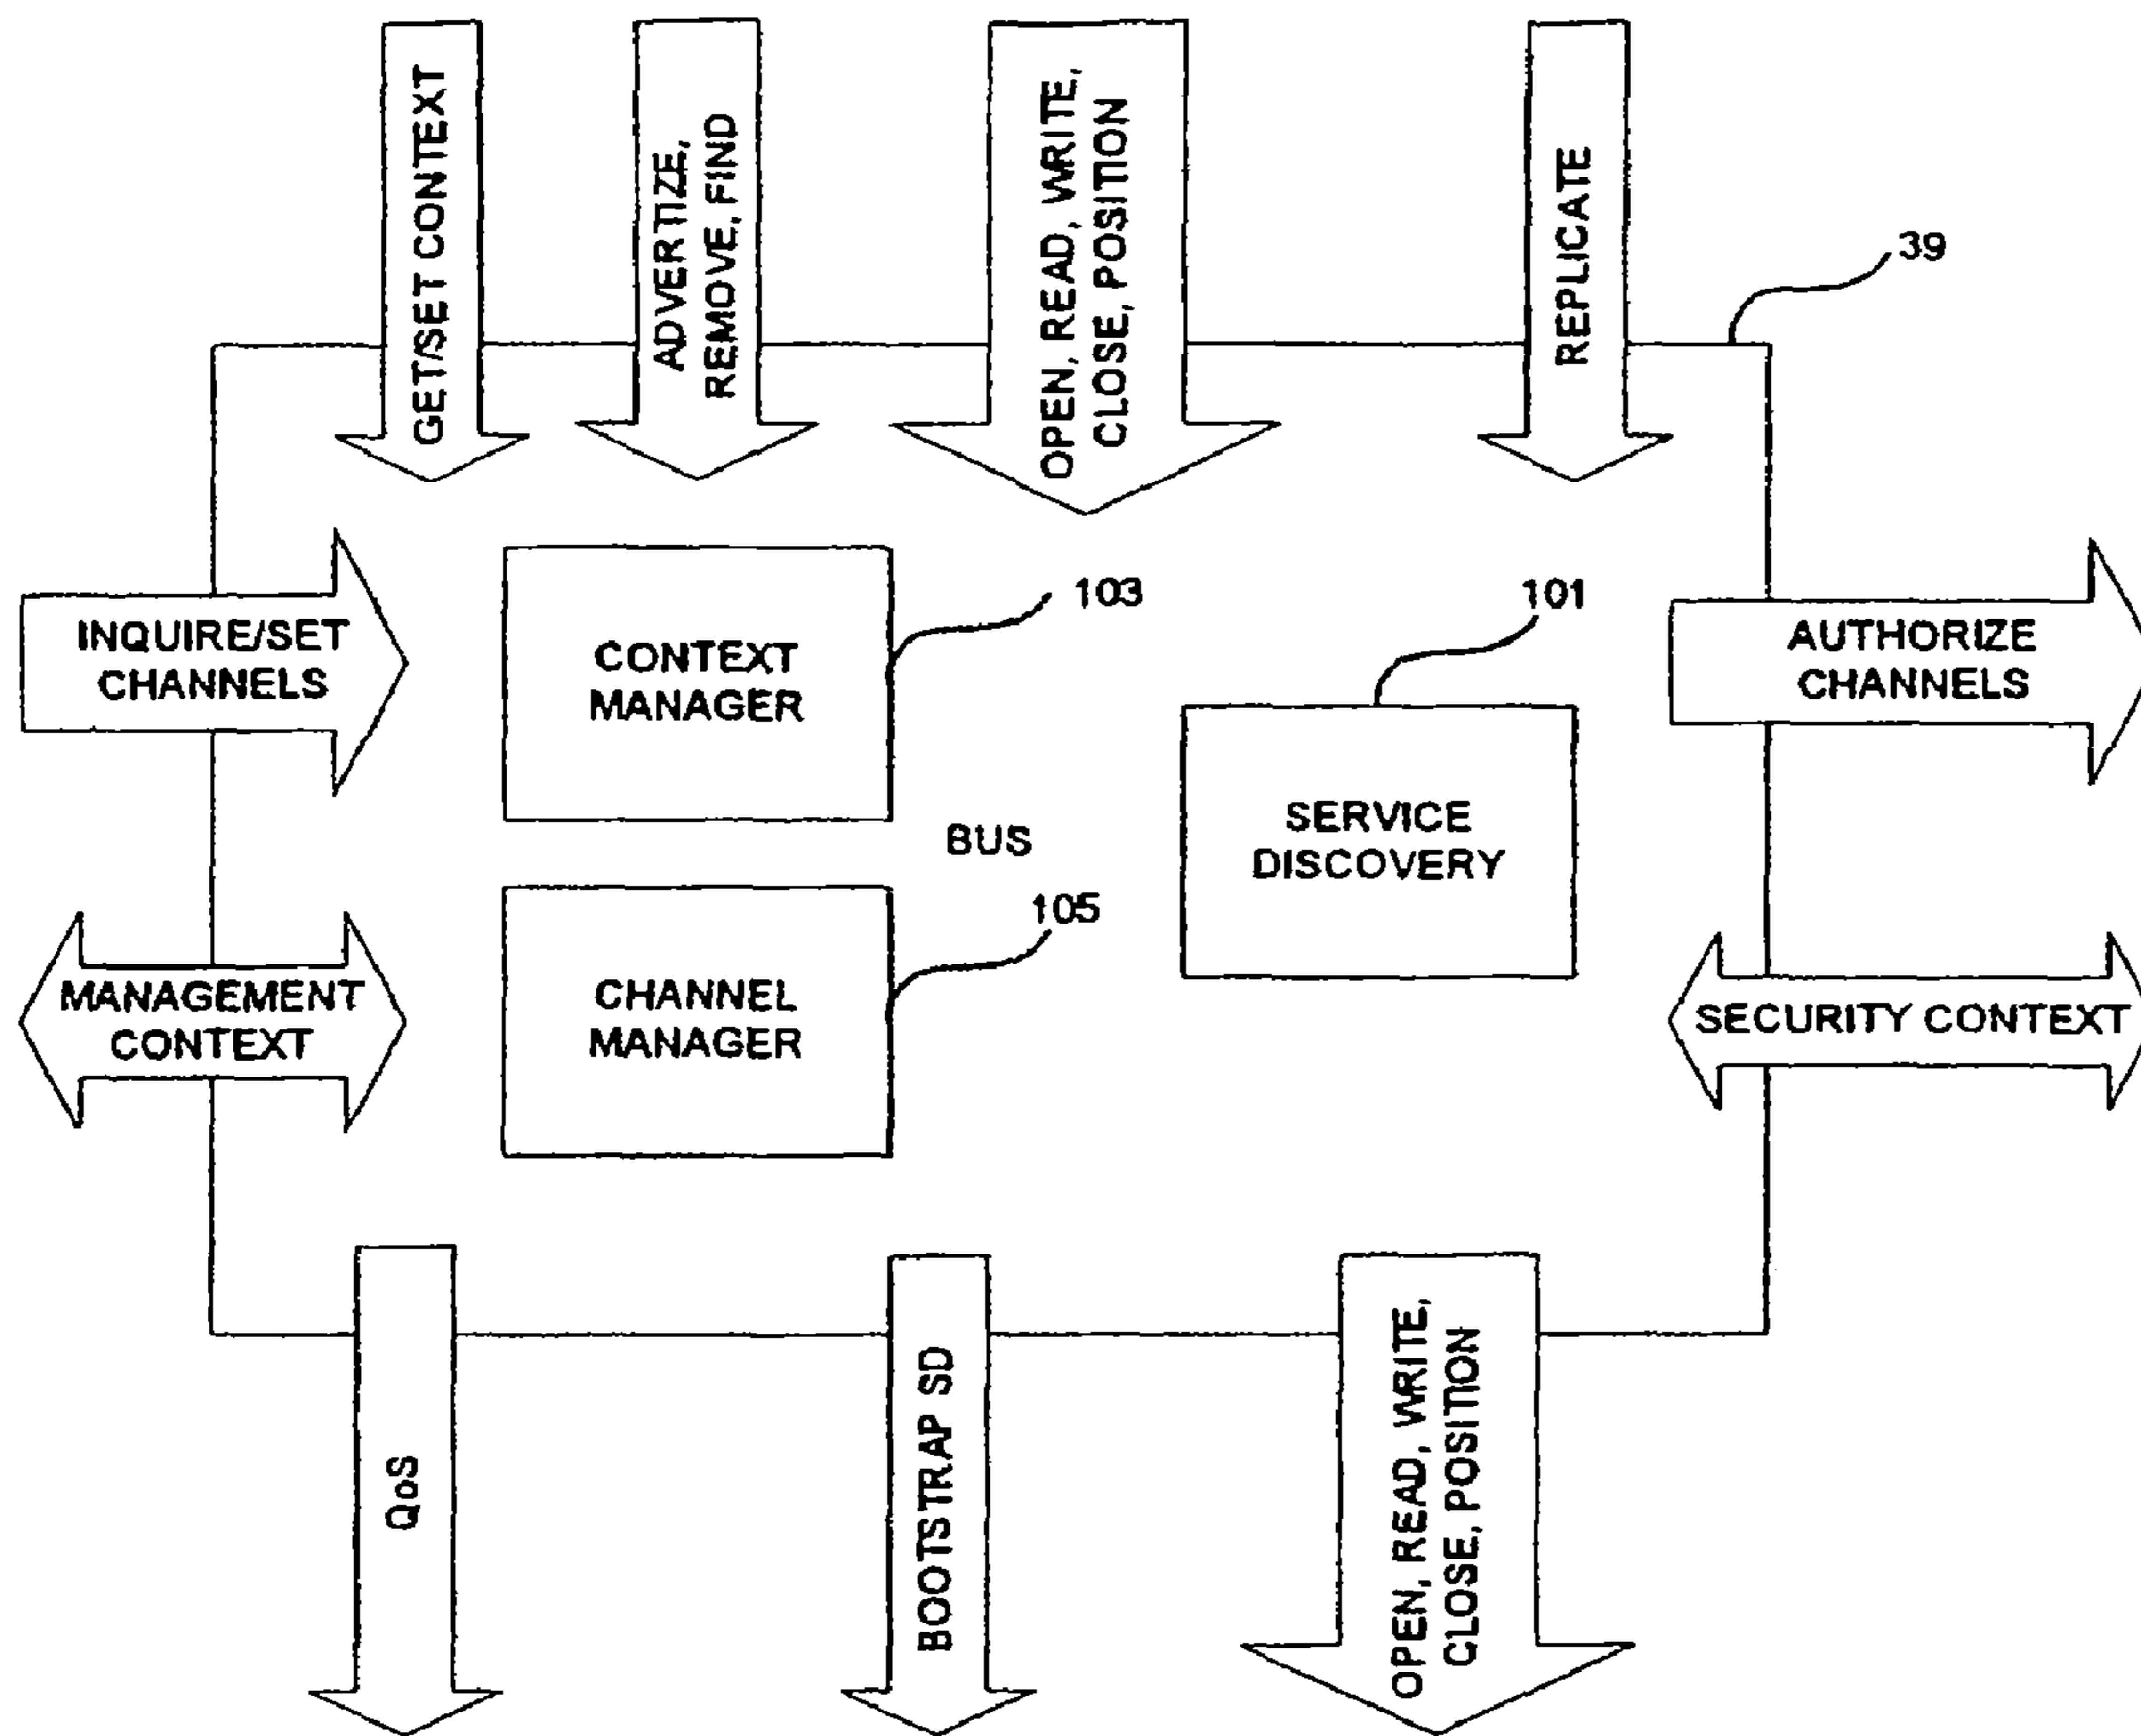 GET/SET CONTEXT
ADVERTIZE,
REMOVE, FIND
OPEN, READ, WRITE,
CLOSE, POSITION
REPLICATE
39
INQUIRE/SET
CHANNELS
CONTEXT
MANAGER
103
101
AUTHORIZE
CHANNELS
BUS
SERVICE
DISCOVERY
MANAGEMENT
CONTEXT
CHANNEL
MANAGER
105
SECURITY CONTEXT
QoS
BOOTSTRAP SD
OPEN, READ, WRITE,
CLOSE, POSITION